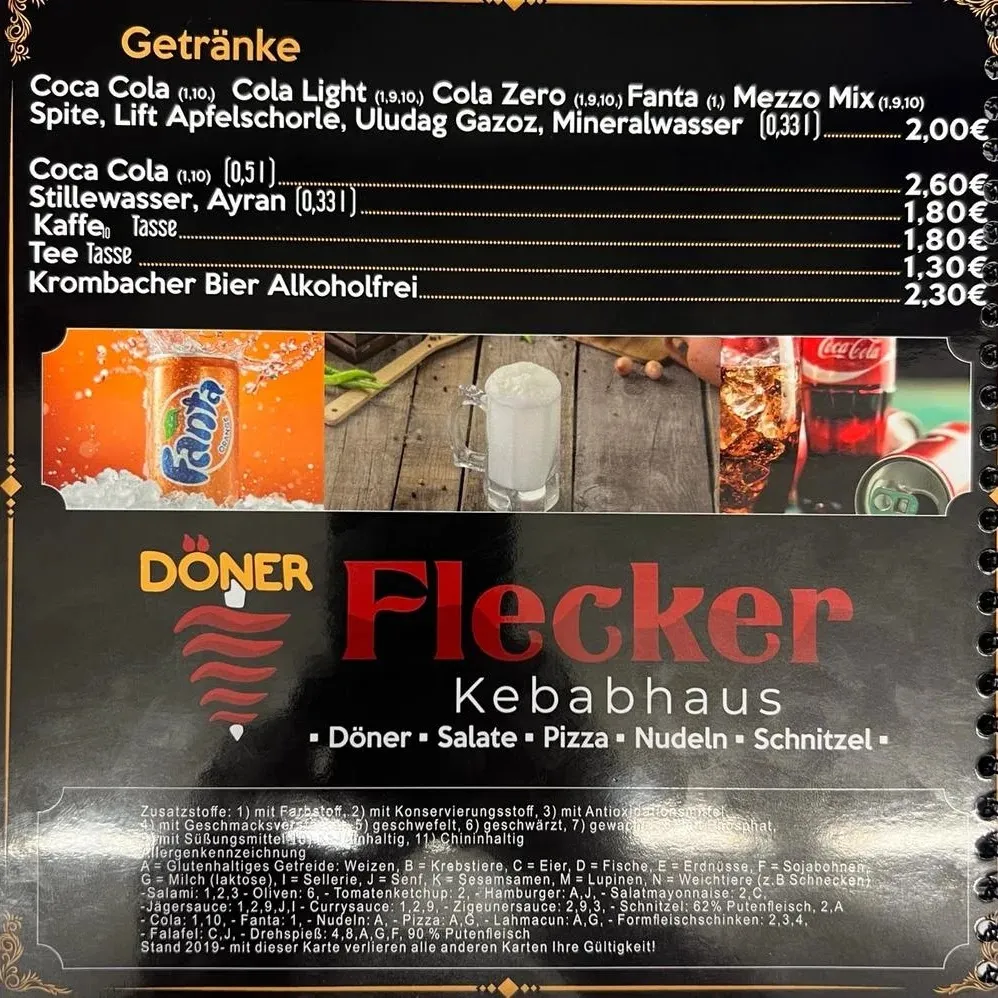 Getränke
Coca Cola (1,10,) Cola Light (1,9,10,) Cola Zero (1,9,10,) Fanta (1,) Mezzo Mix (1,9,10)
Spite, Lift Apfelschorle, Uludag Gazoz, Mineralwasser (0,33 l) 2,00€
Coca Cola (1,10) (0,5 l) 2,60€
Stillewasser, Ayran (0,33 l) 1,80€
Kaffe 10 Tasse 1,80€
Tee Tasse 1,30€
Krombacher Bier Alkoholfrei 2,30€
Fanta
ORANGE
Coca-Cola
DÖNER
Flecker
Kebabhaus
▪ Döner ▪ Salate ▪ Pizza ▪ Nudeln ▪ Schnitzel ▪
Zusatzstoffe: 1) mit Farbstoff, 2) mit Konservierungsstoff, 3) mit Antioxidationsmittel
4) mit 5) geschwefelt, 6) geschwärzt, 7)
mit Süßungsmittel 11) Chininhaltig
Allergenkennzeichnung
A = Glutenhaltiges Getreide: Weizen, B = Krebstiere, C = Eier, D = Fische, E = Erdnüsse, F = Sojabohnen,
G = Milch (laktose), I = Sellerie, J = Senf, K = Sesamsamen, M = Lupinen, N = Weichtiere (z.B Schnecken)
-Salami: 1,2,3 - Oliven: 6, - Tomatenketchup: 2, - Hamburger: A,J, - Salatmayonnaise: 2,C,
-Jägersauce: 1,2,9,J,I - Currysauce: 1,2,9, - Zigeunersauce: 2,9,3, - Schnitzel: 62% Putenfleisch, 2,A
- Cola: 1,10, - Fanta: 1, - Nudeln: A, - Pizza: A,G, - Lahmacun: A,G, - Formfleischschinken: 2,3,4,
- Falafel: C,J, - Drehspieß: 4,8,A,G,F, 90 % Putenfleisch
Stand 2019- mit dieser Karte verlieren alle anderen Karten Ihre Gültigkeit!